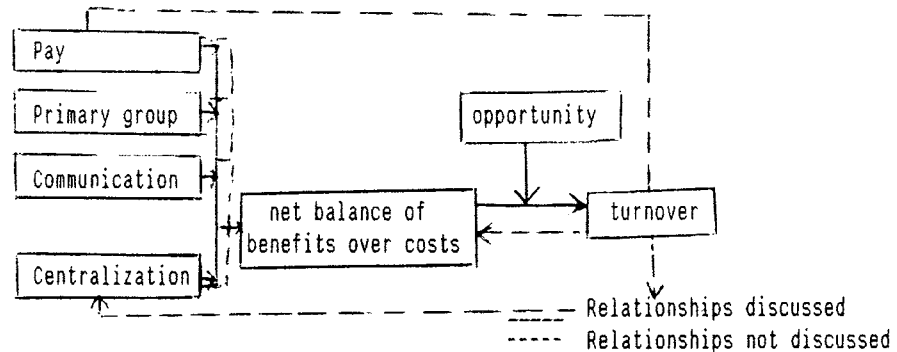 Pay
Primary group
opportunity
Communication
net balance of
benefits over costs
turnover
Centralization
Relationships discussed
Relationships not discussed